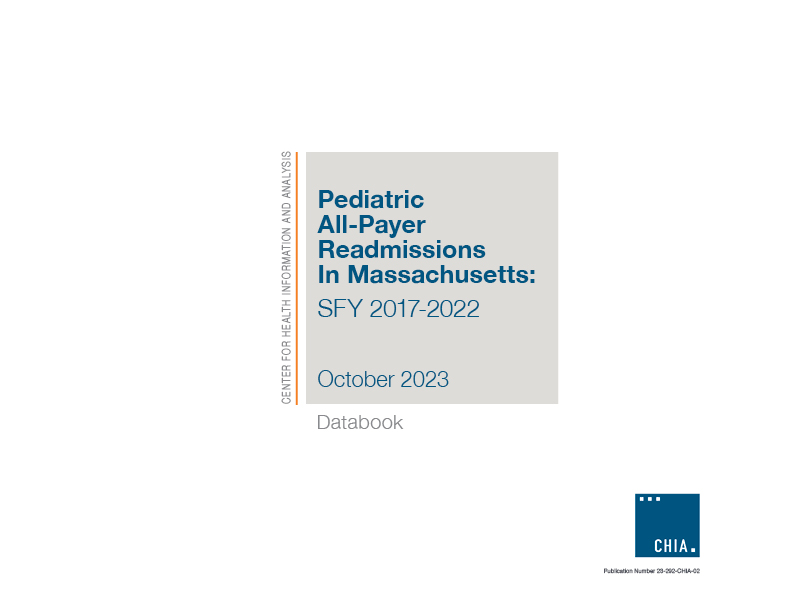 CENTER FOR HEALTH INFORMATION AND ANALYSIS
Pediatric
All-Payer
Readmissions
In Massachusetts:
SFY 2017-2022
October 2023
Databook
CHIA
Publication Number 23-292-CHIA-02